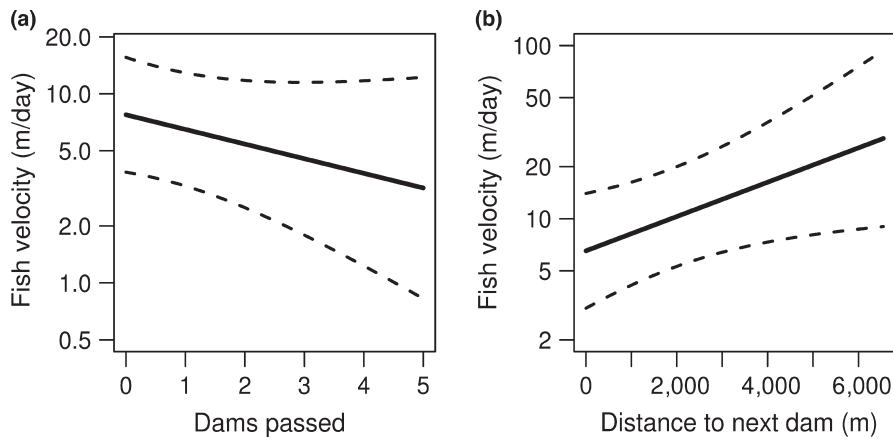 (a)
Fish velocity (m/day)
20.0
10.0
5.0
2.0
1.0
0.5
0 1 2 3 4 5
Dams passed
(b)
Fish velocity (m/day)
100
50
20
10
5
2
0 2,000 4,000 6,000
Distance to next dam (m)